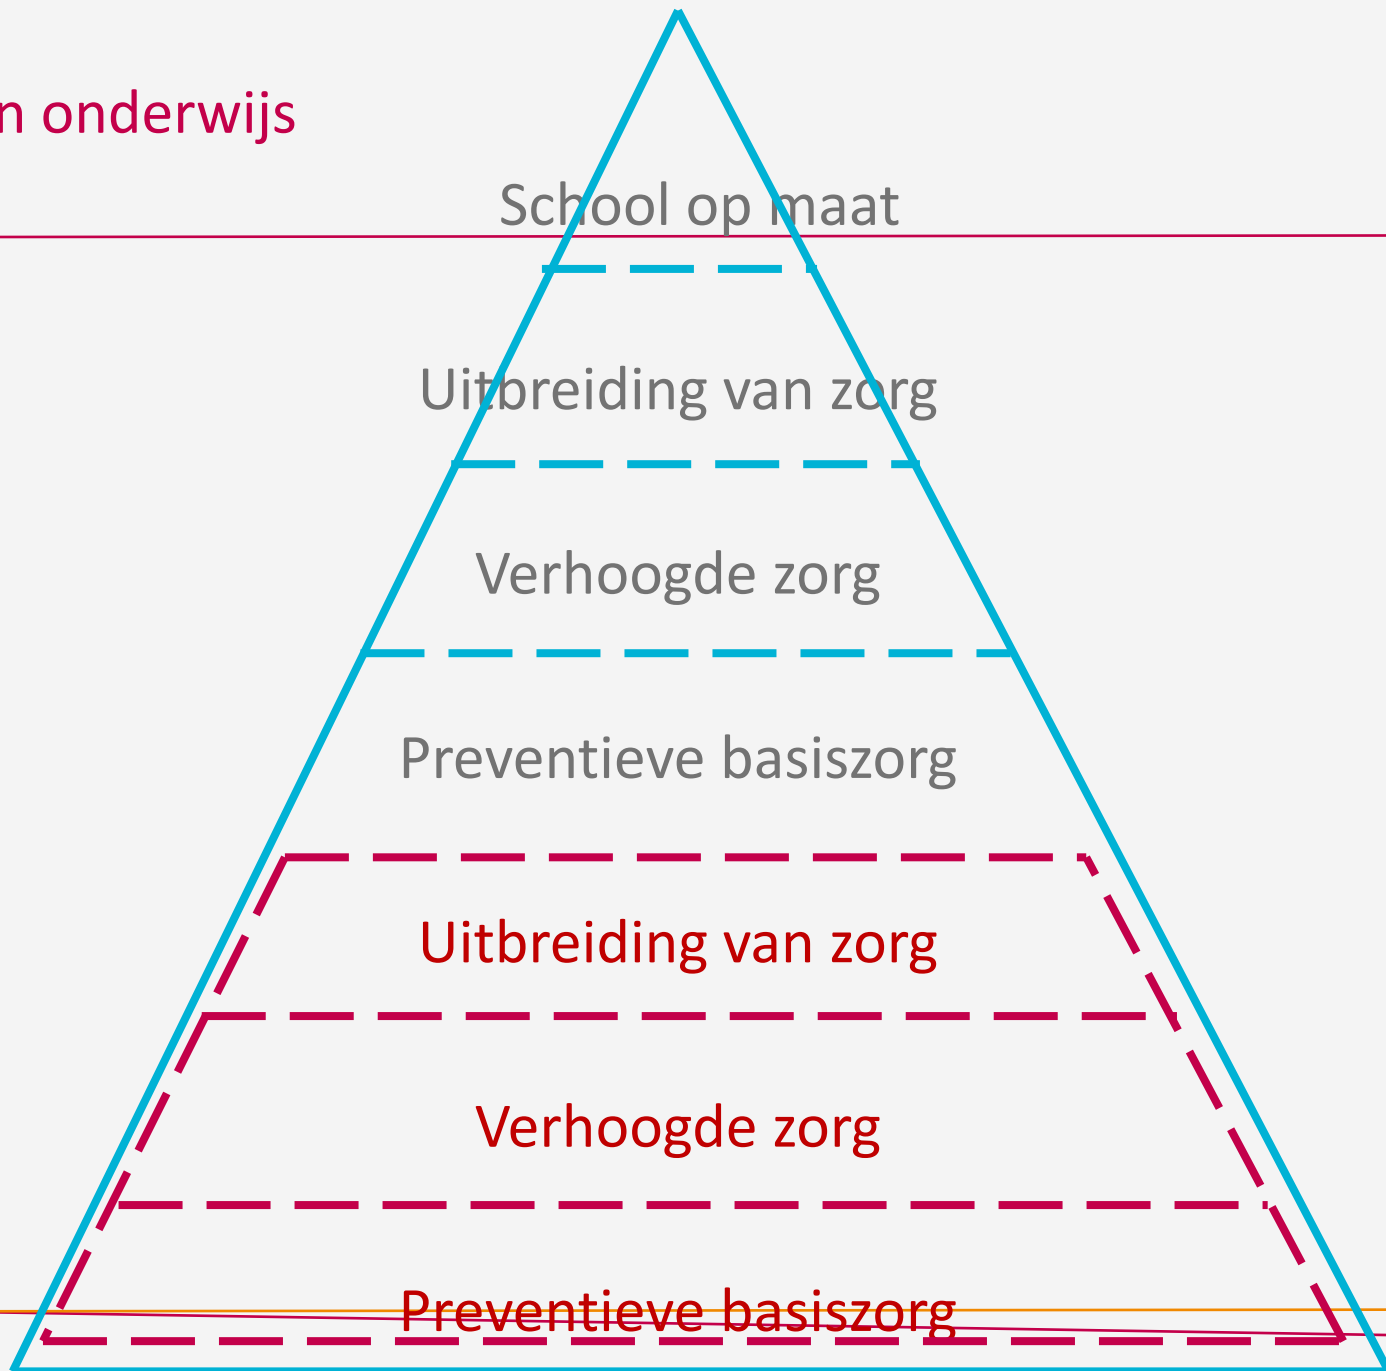 n onderwijs
School op maat
Uitbreiding van zorg
Verhoogde zorg
Preventieve basiszorg
Uitbreiding van zorg
Verhoogde zorg
Preventieve basiszorg